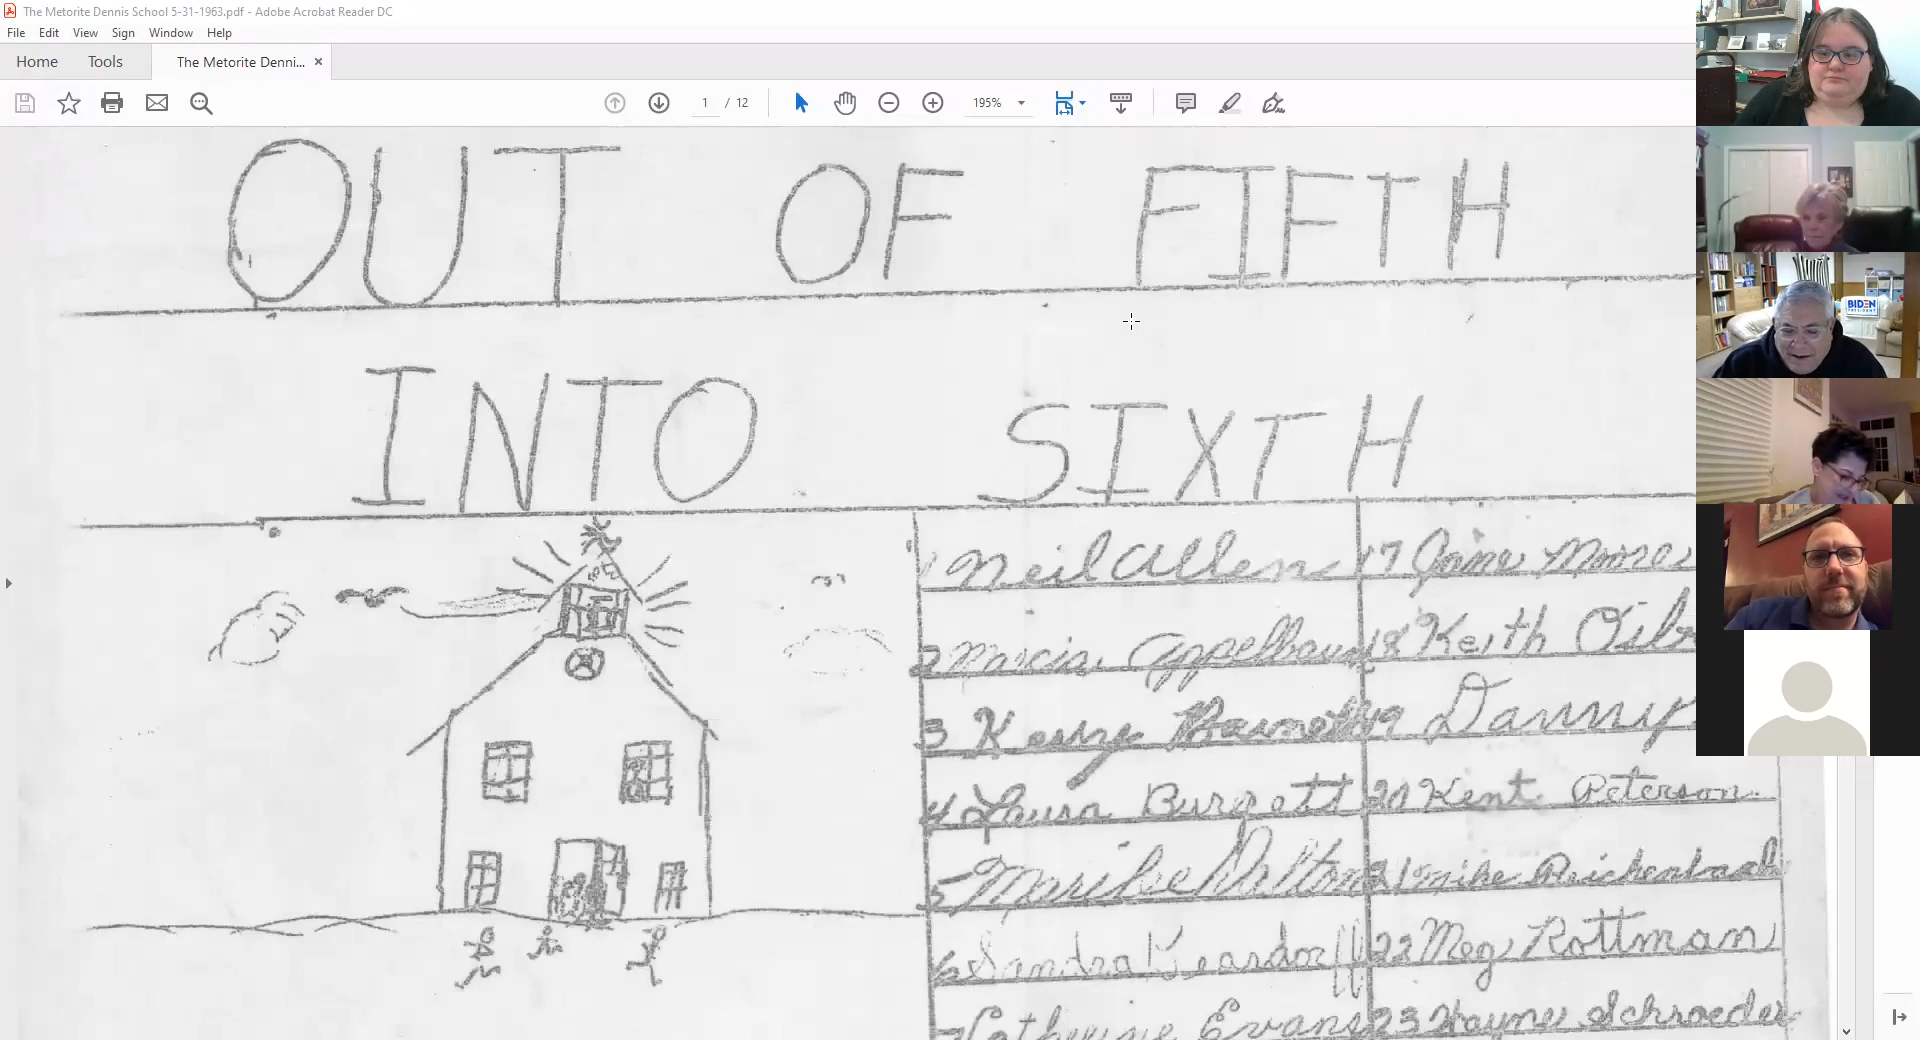 The Metorite Dennis School 5-31-1963.pdf - Adobe Acrobat Reader DC
File Edit View Sign Window Help
Home Tools The Metorite Denni... ×
1 / 12 195%
OUT OF FIFTH
INTO SIXTH
1 Neil Allen 17 Moore
2 Marcia Appelbaum 18 Keith
3 19 Danny
4 Laura Burgett 20 Kent Peterson
5 21 Mike Reichenbach
6 Sandra 22 Meg Rottman
7 Catherine Evans 23 Wayne Schroeder
BIDEN
PRESIDENT